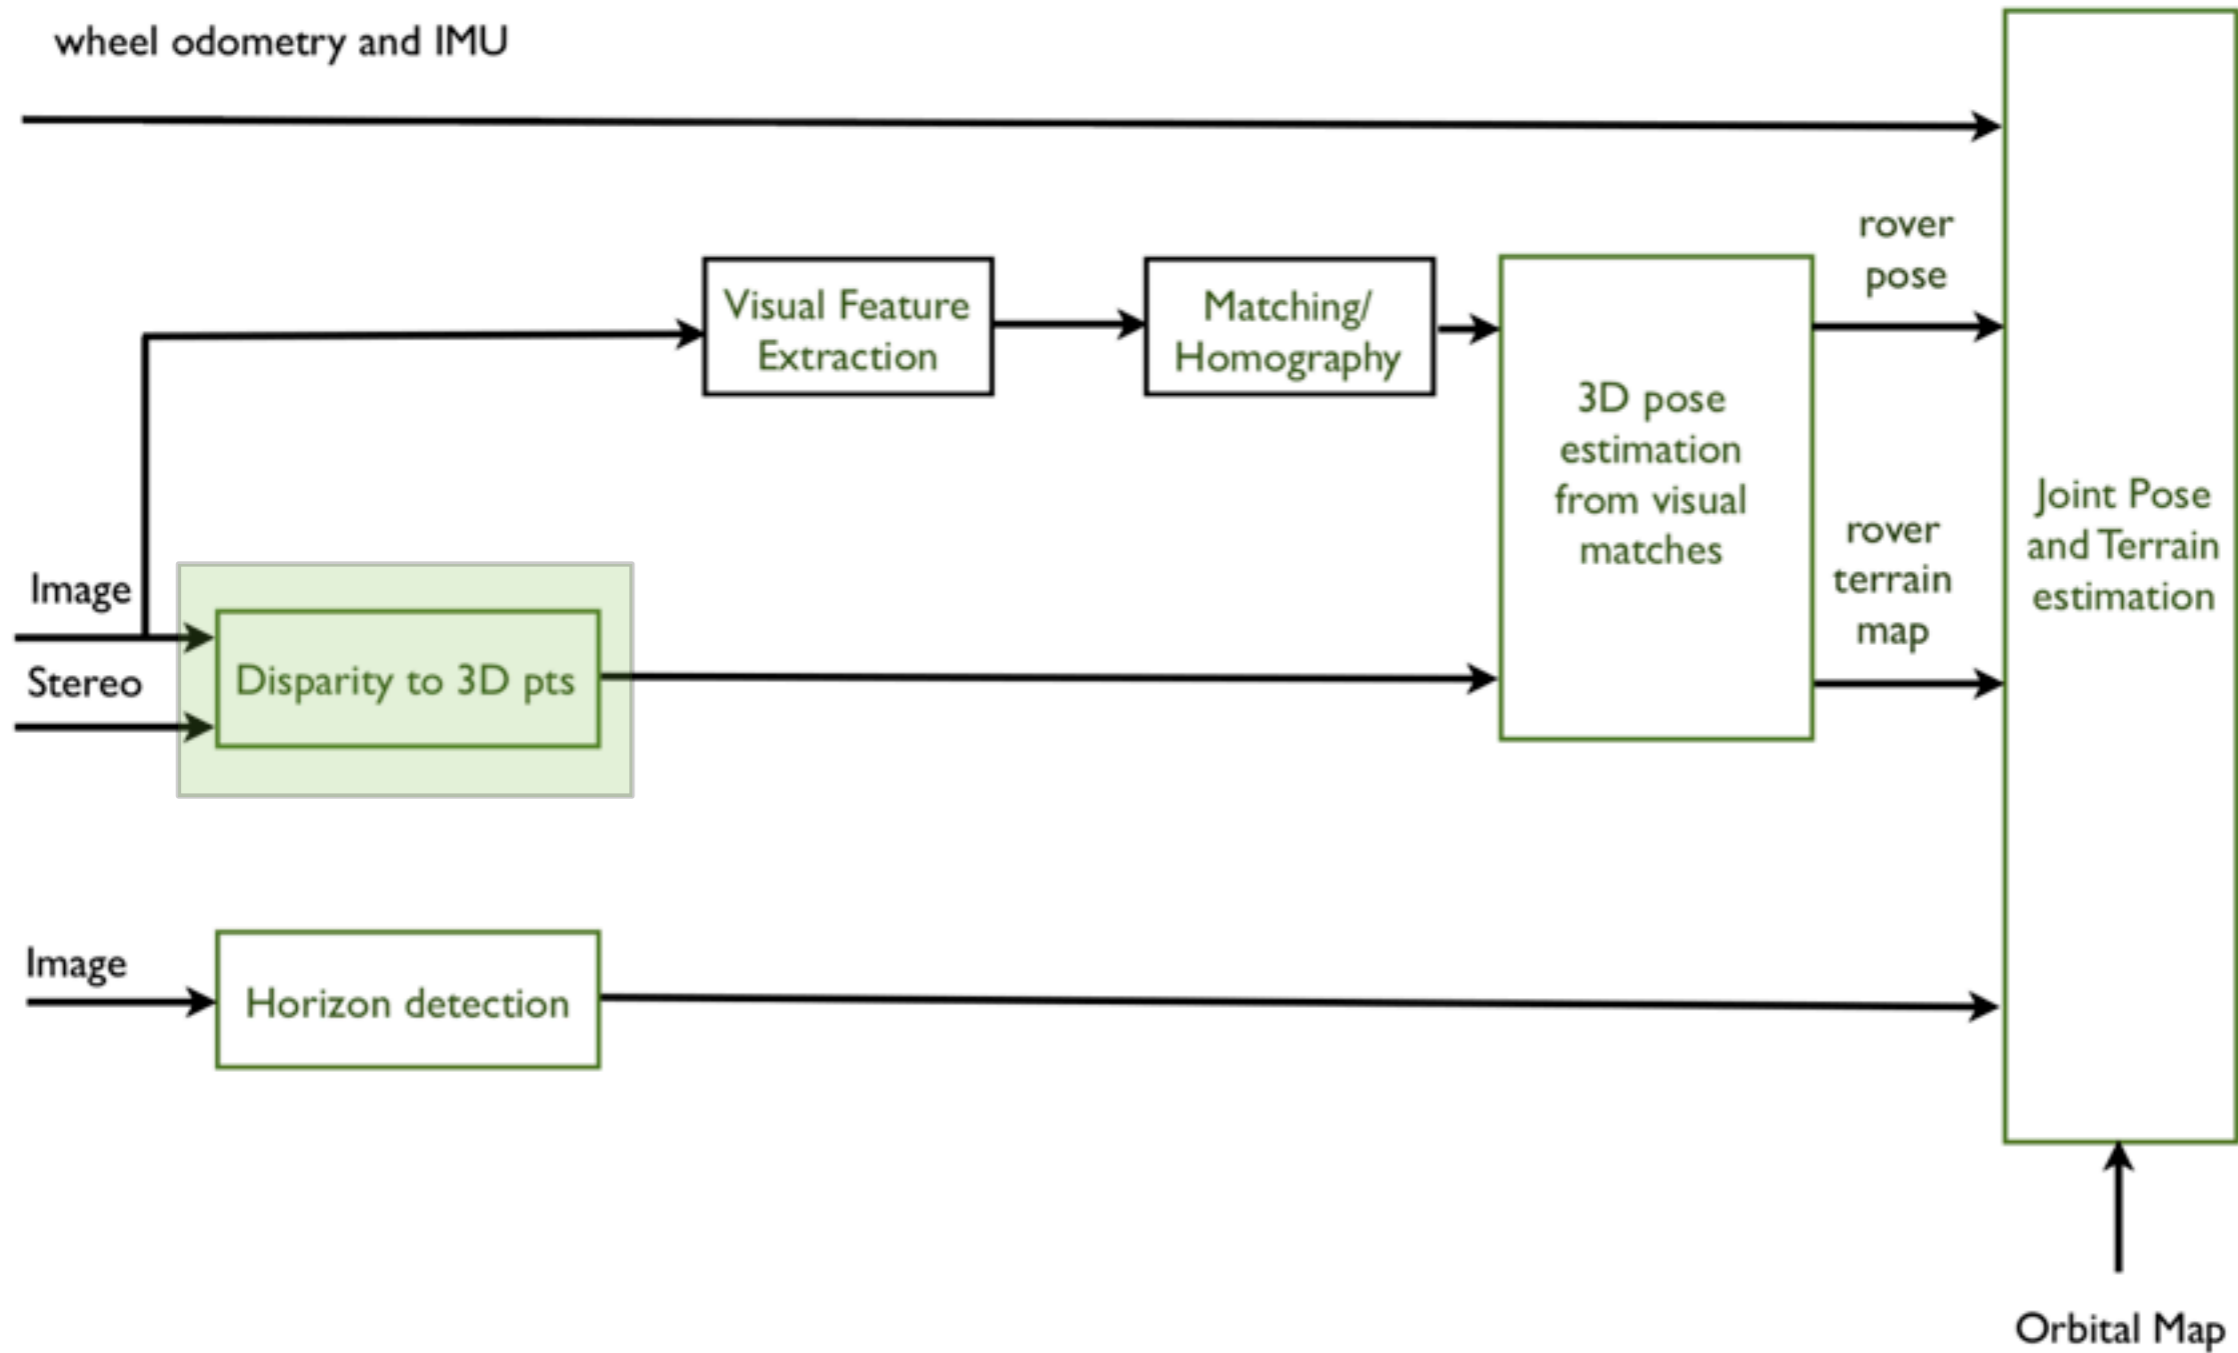 wheel odometry and IMU
rover
pose
Visual Feature
Extraction
Matching/
Homography
3D pose
estimation
from visual
matches
Joint Pose
and Terrain
estimation
rover
terrain
map
Image
Stereo
Disparity to 3D pts
Image
Horizon detection
Orbital Map